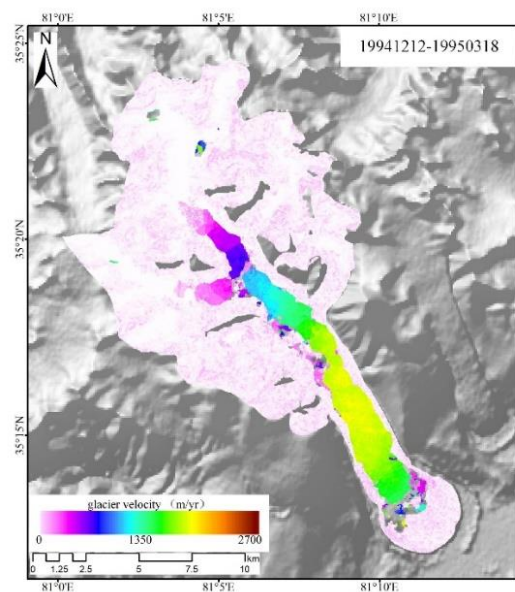 81°0'E 81°5'E 81°10'E
19941212-19950318
N
35°25'N
35°20'N
35°15'N
glacier velocity （m/yr）
0 1350 2700
km
0 1.25 2.5 5 7.5 10
81°0'E 81°5'E 81°10'E